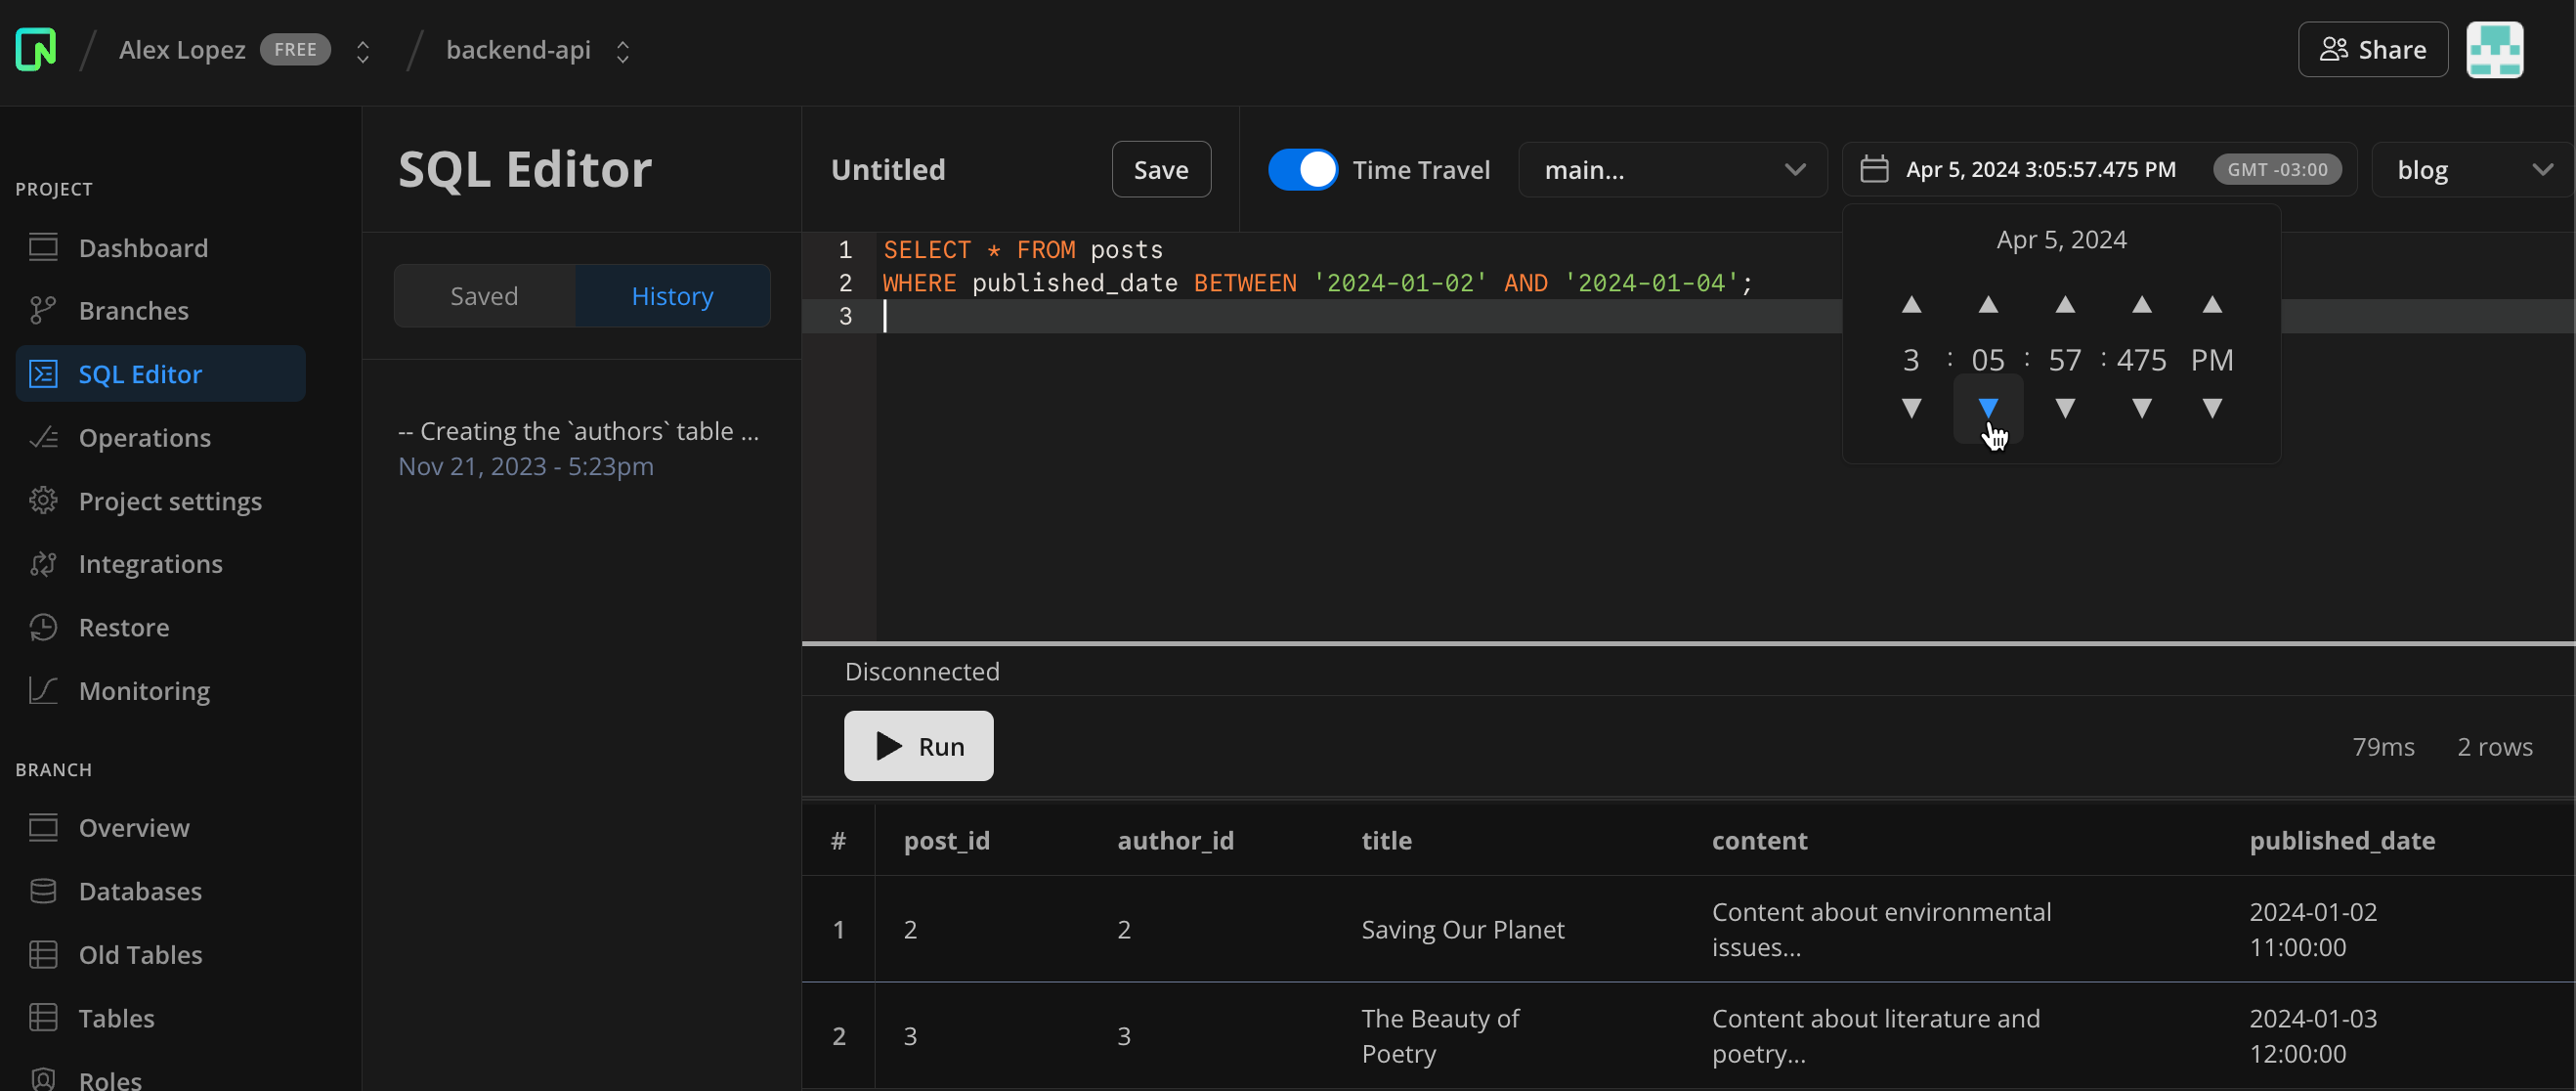 Alex Lopez FREE
backend-api
Share
PROJECT
Dashboard
Branches
SQL Editor
Operations
Project settings
Integrations
Restore
Monitoring
BRANCH
Overview
Databases
Old Tables
Tables
Roles
SQL Editor
Saved
History
-- Creating the `authors` table ...
Nov 21, 2023 - 5:23pm
Untitled
Save
Time Travel
main...
Apr 5, 2024 3:05:57.475 PM
GMT -03:00
blog
1 SELECT * FROM posts
2 WHERE published_date BETWEEN '2024-01-02' AND '2024-01-04';
3
Apr 5, 2024
3 : 05 : 57 : 475 PM
Disconnected
Run
79ms
2 rows
# post_id author_id title content published_date
1 2 2 Saving Our Planet Content about environmental 2024-01-02
issues... 11:00:00
2 3 3 The Beauty of Content about literature and 2024-01-03
Poetry poetry... 12:00:00